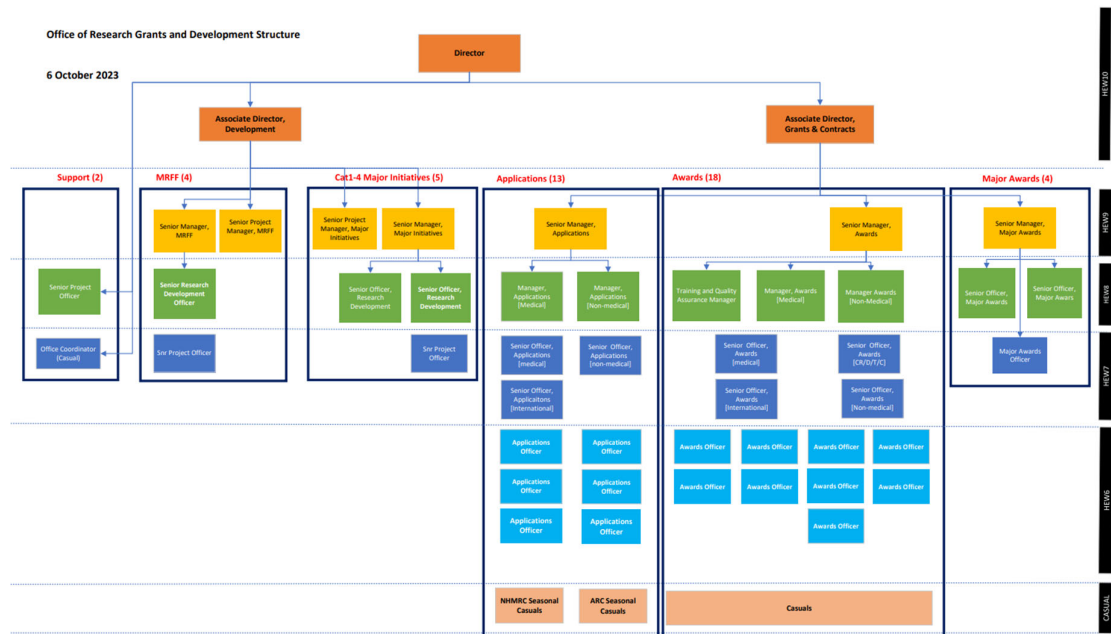 Office of Research Grants and Development Structure
6 October 2023
Director
Associate Director,
Development
Associate Director,
Grants & Contracts
HEW10
Support (2)
MRFF (4)
Cat1-4 Major Initiatives (5)
Applications (13)
Awards (18)
Major Awards (4)
Senior Manager,
MRFF
Senior Project
Manager, MRFF
Senior Project
Manager, Major
Initiatives
Senior Manager,
Major Initiatives
Senior Manager,
Applications
Senior Manager,
Awards
Senior Manager,
Major Awards
HEW9
Senior Project
Officer
Senior Research
Development
Officer
Senior Officer,
Research
Development
Senior Officer,
Research
Development
Manager,
Applications
[Medical]
Manager,
Applications
[Non-medical]
Training and Quality
Assurance Manager
Manager, Awards
[Medical]
Manager Awards
[Non-Medical]
Senior Officer,
Major Awards
Senior Officer,
Major Awars
HEW8
Office Coordinator
(Casual)
Snr Project Officer
Snr Project
Officer
Senior Officer,
Applications
[medical]
Senior Officer,
Applications
[non-medical]
Senior Officer,
Awards
[medical]
Senior Officer,
Awards
[CR/D/T/C]
Major Awards
Officer
Senior Officer,
Applicaitons
[International]
Senior Officer,
Awards
[International]
Senior Officer,
Awards
[Non-medical]
HEW7
Applications
Officer
Applications
Officer
Awards Officer
Awards Officer
Awards Officer
Awards Officer
Applications
Officer
Applications
Officer
Awards Officer
Awards Officer
Awards Officer
Awards Officer
Applications
Officer
Applications
Officer
Awards Officer
HEW6
NHMRC Seasonal
Casuals
ARC Seasonal
Casuals
Casuals
CASUAL